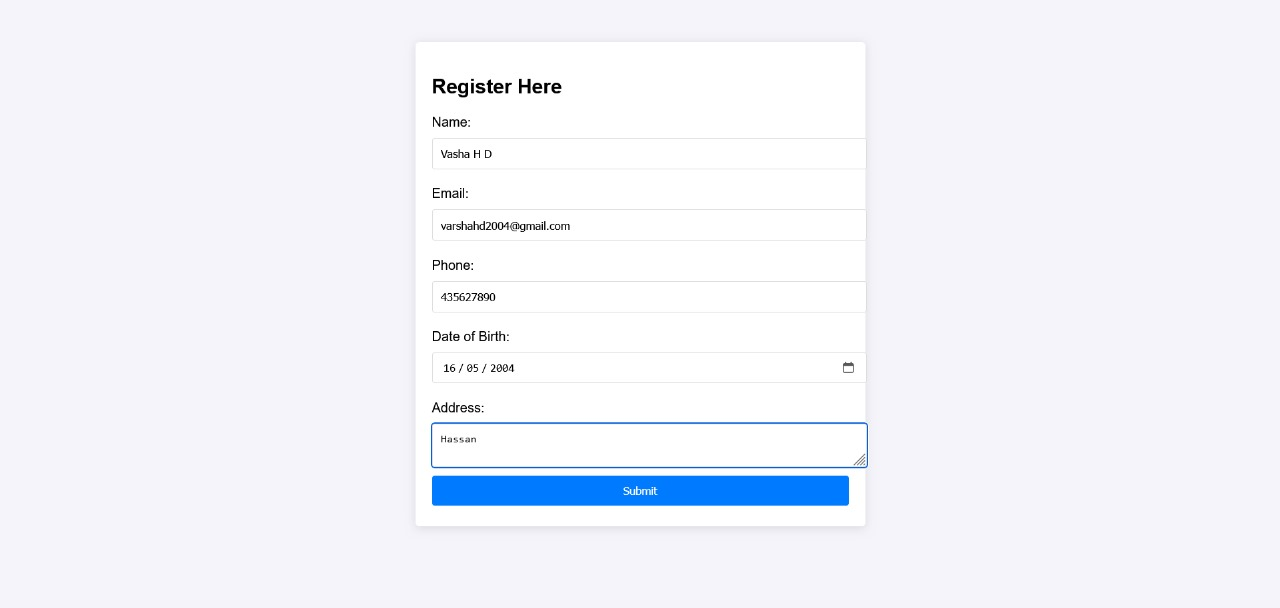 Register Here
Name:
Vasha H D
Email:
varshahd2004@gmail.com
Phone:
435627890
Date of Birth:
16 / 05 / 2004
Address:
Hassan
Submit